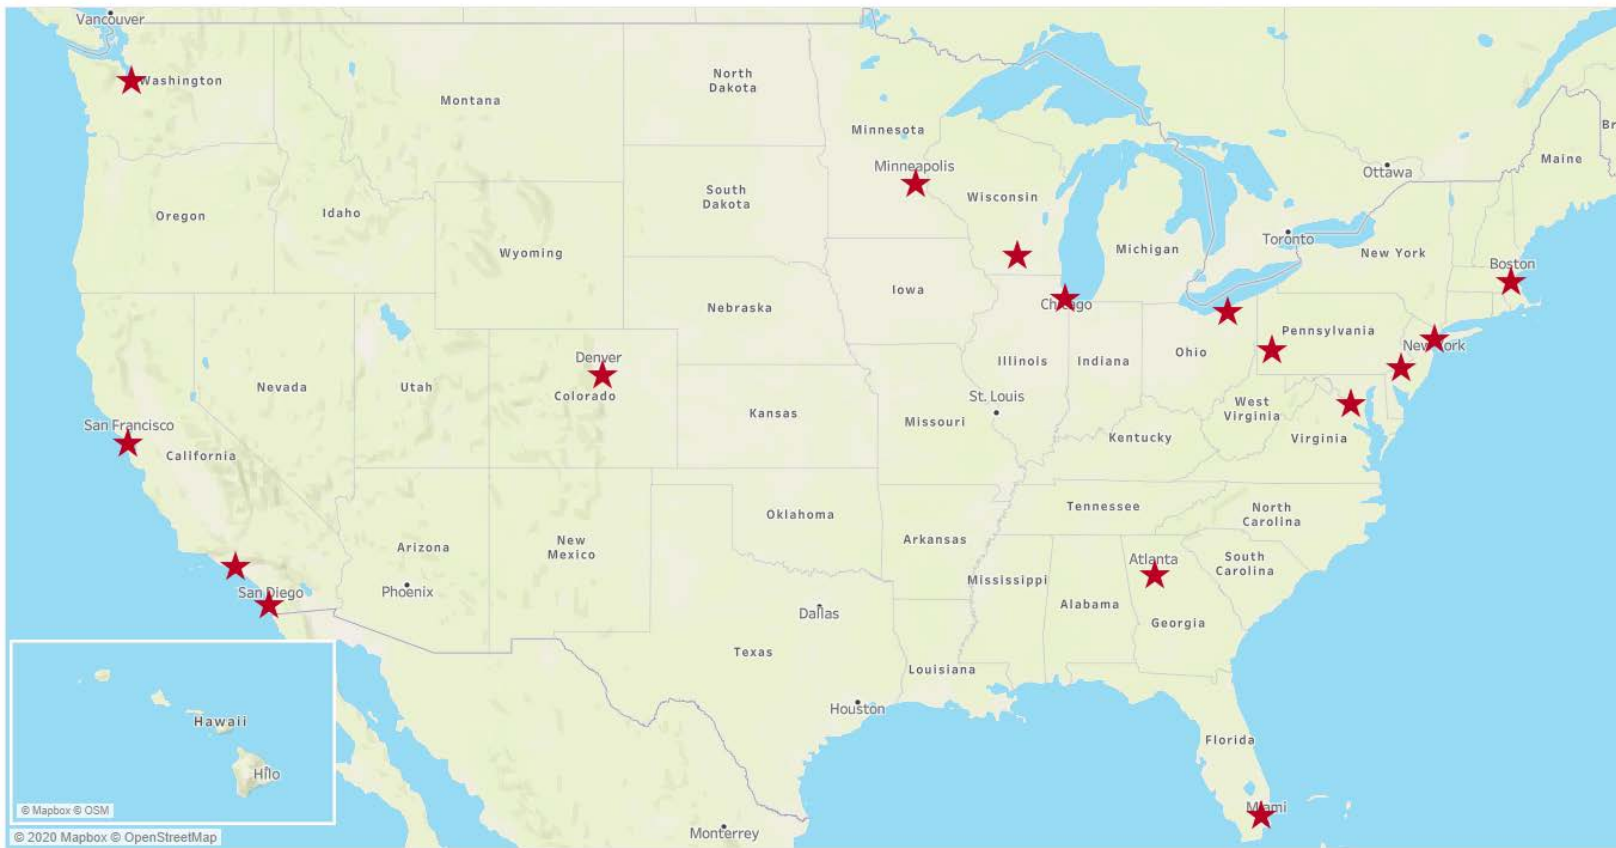 Vancouver
Washington
Montana
North
Dakota
Minnesota
Minneapolis
Wisconsin
Ottawa
Maine
Br
Oregon
Idaho
South
Dakota
Wyoming
Michigan
Toronto
New York
Boston
Iowa
Nebraska
Chicago
Pennsylvania
New York
Ohio
Illinois
Indiana
Denver
Colorado
Nevada
Utah
San Francisco
California
Kansas
St. Louis
Missouri
West
Virginia
Virginia
Kentucky
Oklahoma
Tennessee
North
Carolina
Arizona
New
Mexico
Arkansas
Atlanta
South
Carolina
San Diego
Phoenix
Dallas
Mississippi
Alabama
Georgia
Texas
Louisiana
Houston
Hawaii
Hilo
Florida
Miami
Monterrey
© Mapbox © OSM
© 2020 Mapbox © OpenStreetMap